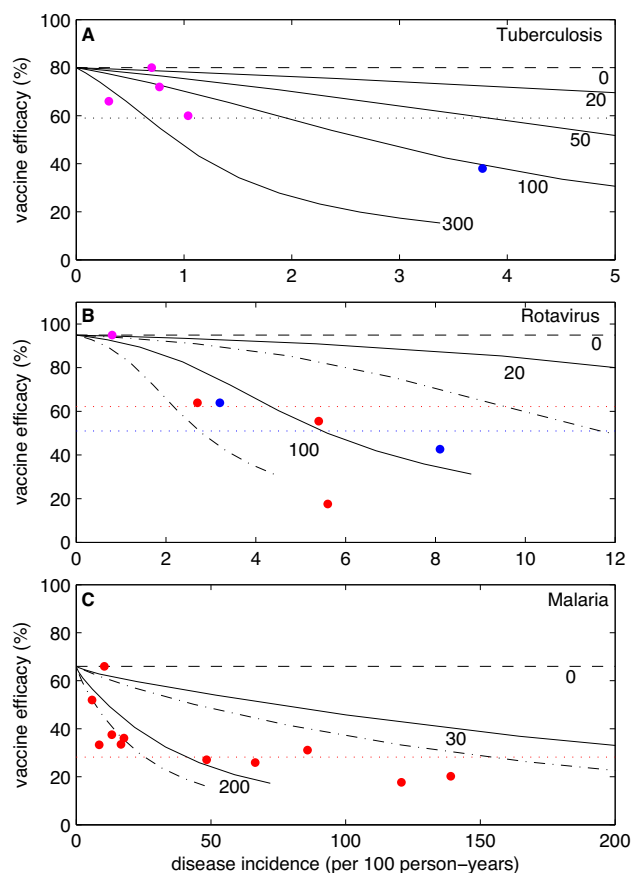 A
Tuberculosis
vaccine efficacy (%)
100
80
60
40
20
0
0
20
50
100
300
0 1 2 3 4 5
B
Rotavirus
vaccine efficacy (%)
100
80
60
40
20
0
0
20
100
0 2 4 6 8 10 12
C
Malaria
vaccine efficacy (%)
100
80
60
40
20
0
0
30
200
0 50 100 150 200
disease incidence (per 100 person−years)